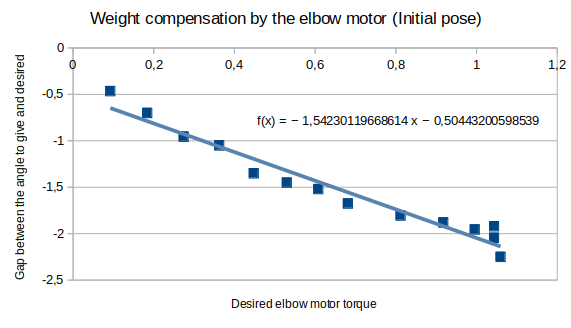 Weight compensation by the elbow motor (Initial pose)
0
0 0,2 0,4 0,6 0,8 1 1,2
-0,5
f(x) = − 1,54230119668614 x − 0,50443200598539
-1
-1,5
-2
-2,5
Gap between the angle to give and desired
Desired elbow motor torque